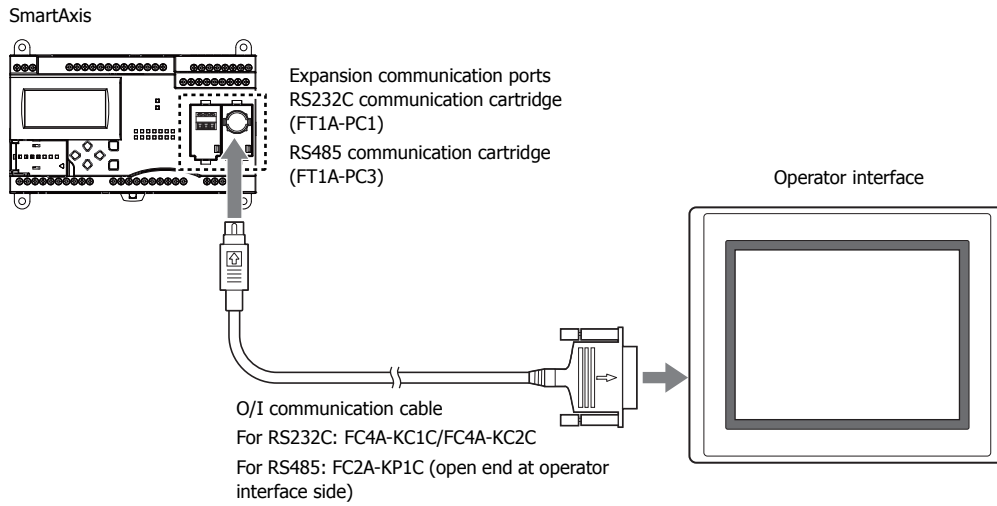 SmartAxis
Expansion communication ports
RS232C communication cartridge
(FT1A-PC1)
RS485 communication cartridge
(FT1A-PC3)
Operator interface
O/I communication cable
For RS232C: FC4A-KC1C/FC4A-KC2C
For RS485: FC2A-KP1C (open end at operator
interface side)